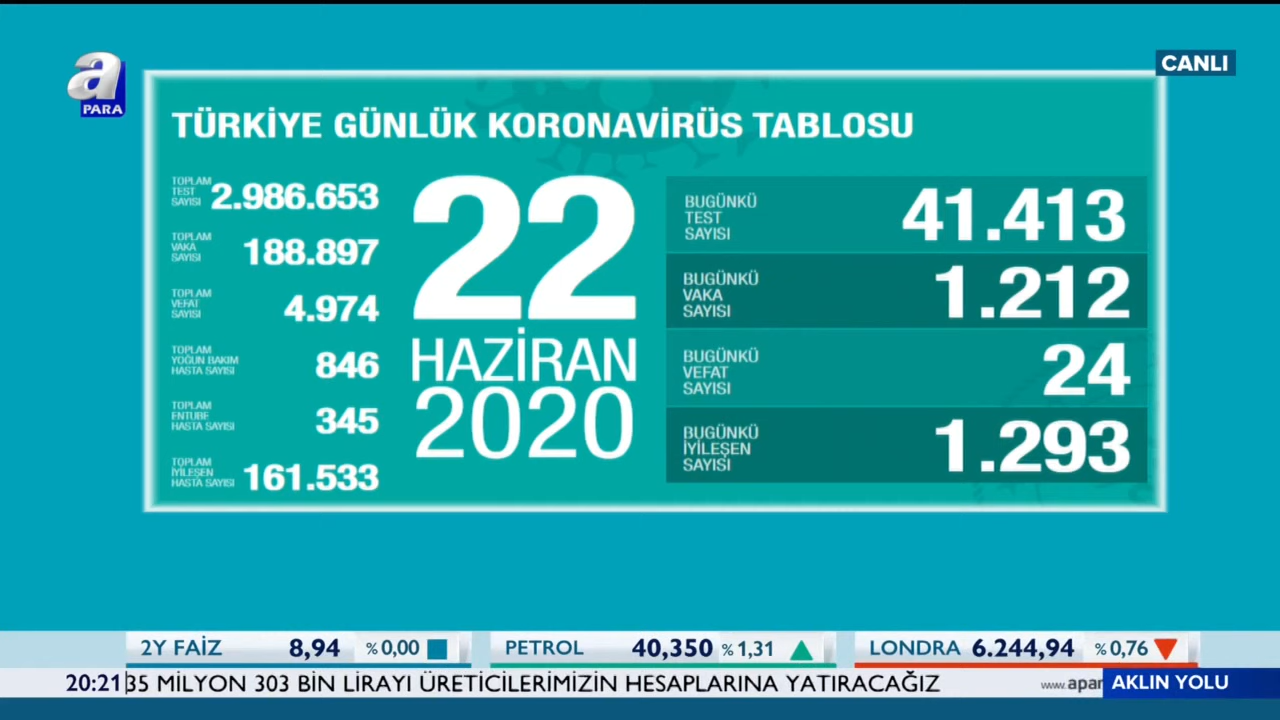 a
PARA
CANLI
TÜRKİYE GÜNLÜK KORONAVİRÜS TABLOSU
TOPLAM
TEST
SAYISI
2.986.653
TOPLAM
VAKA
SAYISI
188.897
TOPLAM
VEFAT
SAYISI
4.974
TOPLAM
YOĞUN BAKIM
HASTA SAYISI
846
TOPLAM
ENTUBE
HASTA SAYISI
345
TOPLAM
İYİLEŞEN
HASTA SAYISI
161.533
22
HAZİRAN
2020
BUGÜNKÜ
TEST
SAYISI
41.413
BUGÜNKÜ
VAKA
SAYISI
1.212
BUGÜNKÜ
VEFAT
SAYISI
24
BUGÜNKÜ
İYİLEŞEN
SAYISI
1.293
2Y FAİZ 8,94 %0,00
PETROL 40,350 %1,31
LONDRA 6.244,94 %0,76
20:21 35 MİLYON 303 BİN LİRAYI ÜRETİCİLERİMİZİN HESAPLARINA YATIRACAĞIZ www.apar AKLIN YOLU